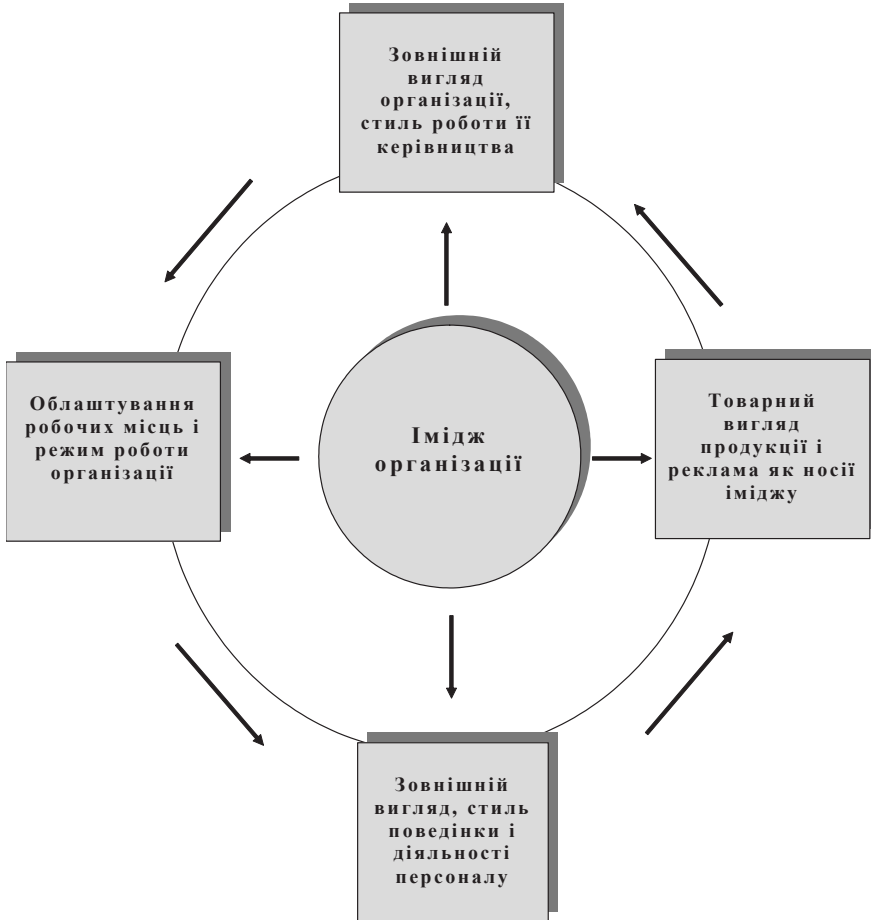 Зовнішній
вигляд
організації,
стиль роботи її
керівництва
Облаштування
робочих місць і
режим роботи
організації
Імідж
організації
Товарний
вигляд
продукції і
реклама як носії
іміджу
Зовнішній
вигляд, стиль
поведінки і
діяльності
персоналу